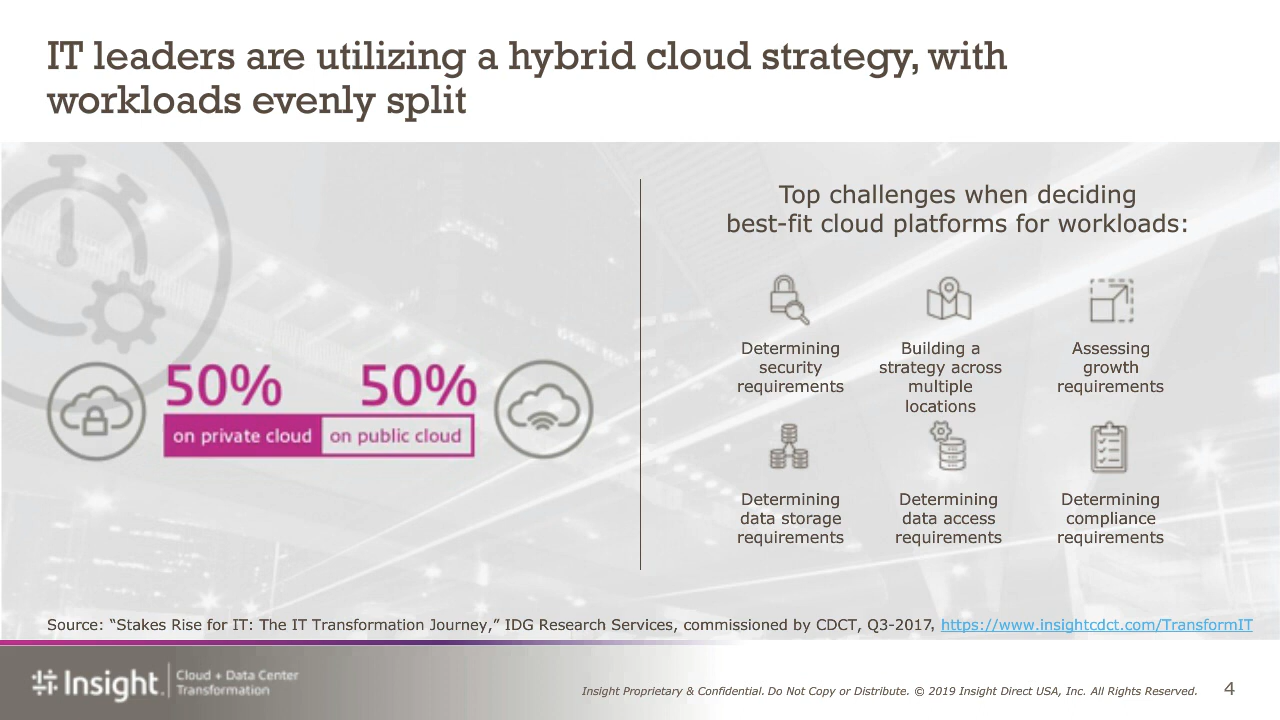 IT leaders are utilizing a hybrid cloud strategy, with
workloads evenly split
50% 50%
on private cloud on public cloud
Top challenges when deciding
best-fit cloud platforms for workloads:
Determining
security
requirements
Building a
strategy across
multiple
locations
Assessing
growth
requirements
Determining
data storage
requirements
Determining
data access
requirements
Determining
compliance
requirements
Source: “Stakes Rise for IT: The IT Transformation Journey,” IDG Research Services, commissioned by CDCT, Q3-2017, https://www.insightcdct.com/TransformIT
Insight.
Cloud + Data Center
Transformation
Insight Proprietary & Confidential. Do Not Copy or Distribute. © 2019 Insight Direct USA, Inc. All Rights Reserved.
4